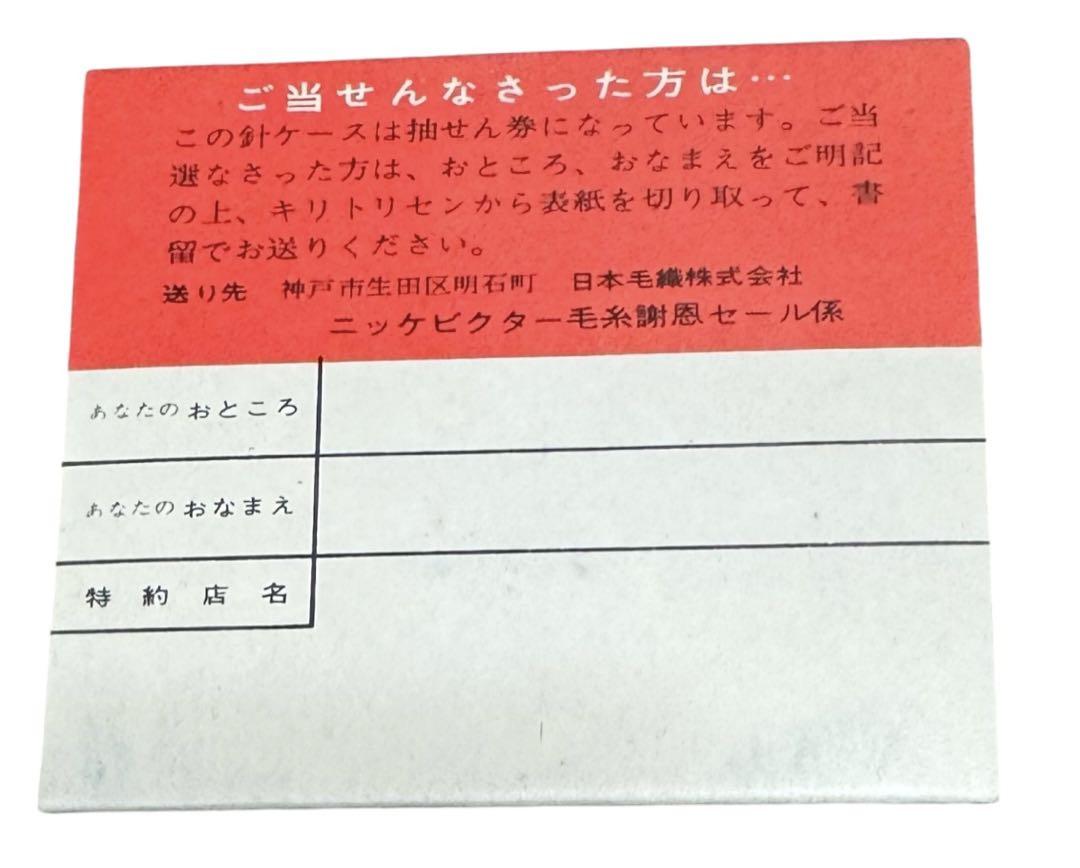 ご当せんなさった方は…
この針ケースは抽せん券になっています。ご当
選なさった方は、おところ、おなまえをご明記
の上、キリトリセンから表紙を切り取って、書
留でお送りください。
送り先 神戸市生田区明石町 日本毛織株式会社
ニッケビクター毛糸謝恩セール係
あなたのおところ
あなたのおなまえ
特約店名